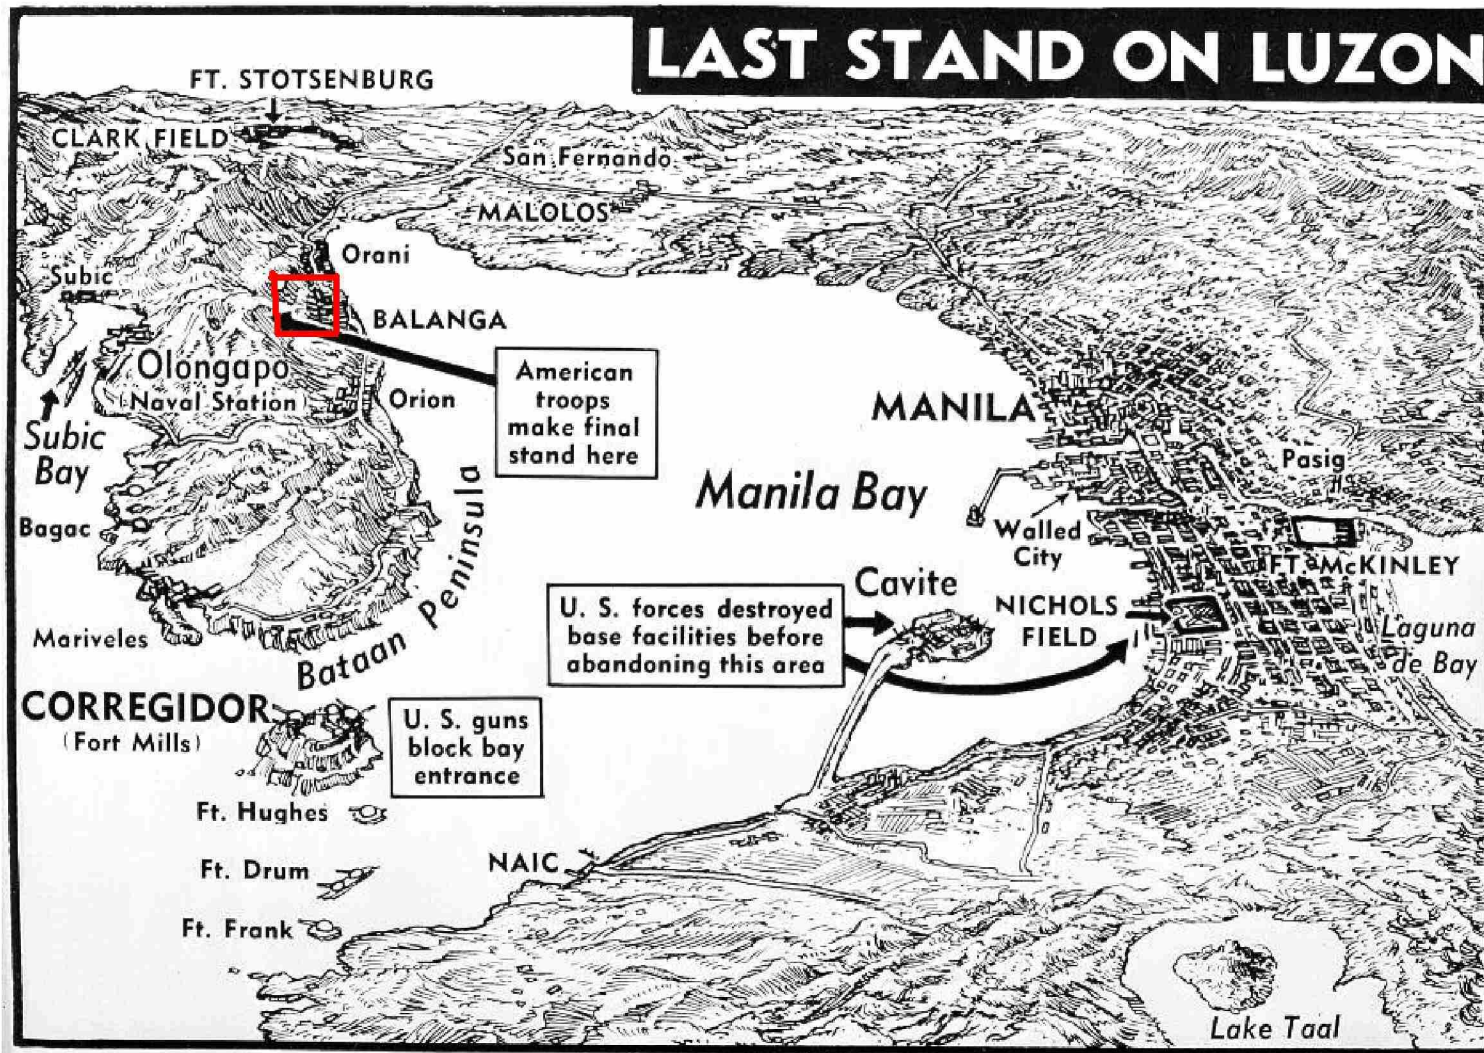 LAST STAND ON LUZON
FT. STOTSENBURG
CLARK FIELD
San Fernando
MALOLOS
Orani
Subic
BALANGA
Olongapo
(Naval Station)
Orion
American
troops
make final
stand here
MANILA
Subic
Bay
Pasig
Manila Bay
Bagac
Walled
City
FT. McKINLEY
Bataan Peninsula
Cavite
NICHOLS
FIELD
U. S. forces destroyed
base facilities before
abandoning this area
Mariveles
Laguna
de Bay
CORREGIDOR
(Fort Mills)
U. S. guns
block bay
entrance
Ft. Hughes
Ft. Drum
NAIC
Ft. Frank
Lake Taal